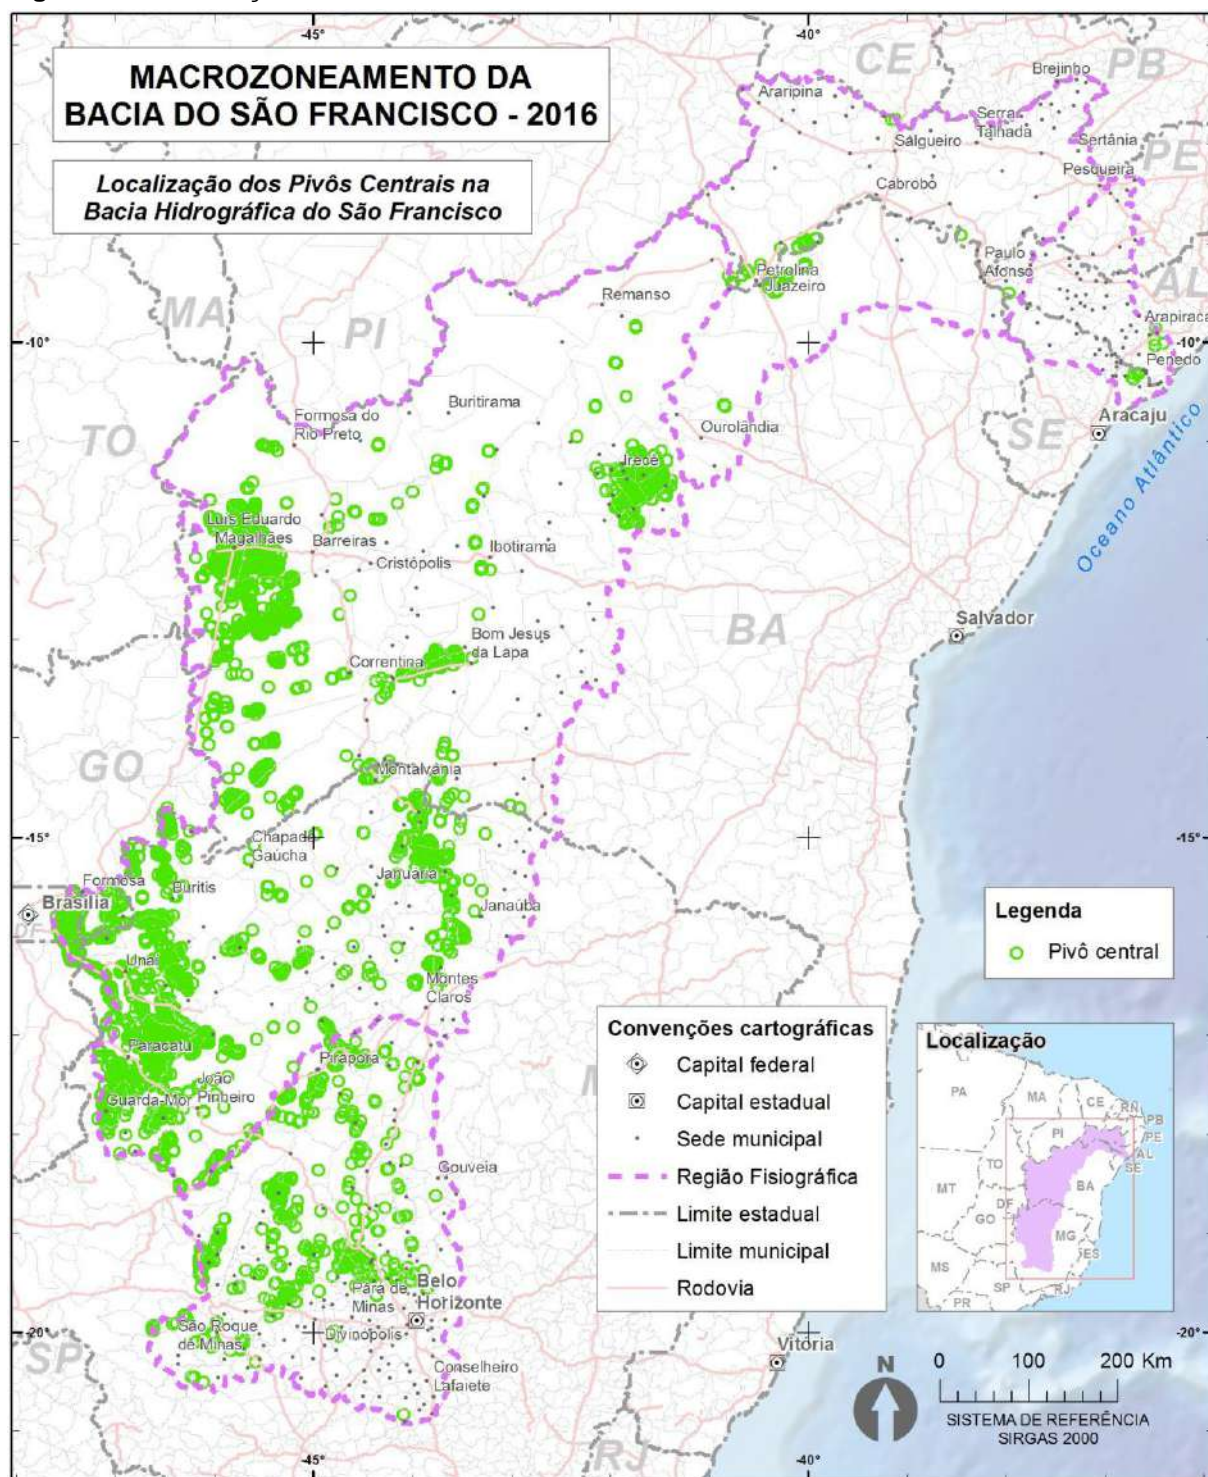 -45°
-40°
MACROZONEAMENTO DA
BACIA DO SÃO FRANCISCO - 2016
Localização dos Pivôs Centrais na
Bacia Hidrográfica do São Francisco
CE
PB
Brejinho
Araripina
Serra
Talhada
Salgueiro
Sertânia
PE
Pesqueira
Cabrobó
Paulo
Afonso
Petrolina
Juazeiro
Remanso
AL
Arapiraca
MA
PI
-10°
-10°
Penedo
Buritirama
Formosa do
Rio Preto
Aracaju
TO
Ourolândia
SE
Irecê
Oceano Atlântico
Luís Eduardo
Magalhães
Barreiras
Ibotirama
Cristópolis
Salvador
BA
Bom Jesus
da Lapa
Correntina
GO
Montalvânia
-15°
-15°
Chapada
Gaúcha
Formosa
Buritis
Januária
Brasília
DF
Janaúba
Legenda
Pivô central
Unaí
Montes
Claros
Paracatu
Pirapora
João
Pinheiro
Guarda-Mor
Gouveia
Convenções cartográficas
Capital federal
Capital estadual
Sede municipal
Região Fisiográfica
Limite estadual
Limite municipal
Rodovia
Localização
PA
MA
CE
RN
PB
PI
PE
AL
TO
SE
MT
BA
DF
GO
MG
MS
ES
SP
RJ
PR
Belo
Horizonte
Pará de
Minas
São Roque
de Minas
Divinópolis
-20°
-20°
SP
Vitória
Conselheiro
Lafaiete
N
0 100 200 Km
SISTEMA DE REFERÊNCIA
SIRGAS 2000
RJ
-45°
-40°